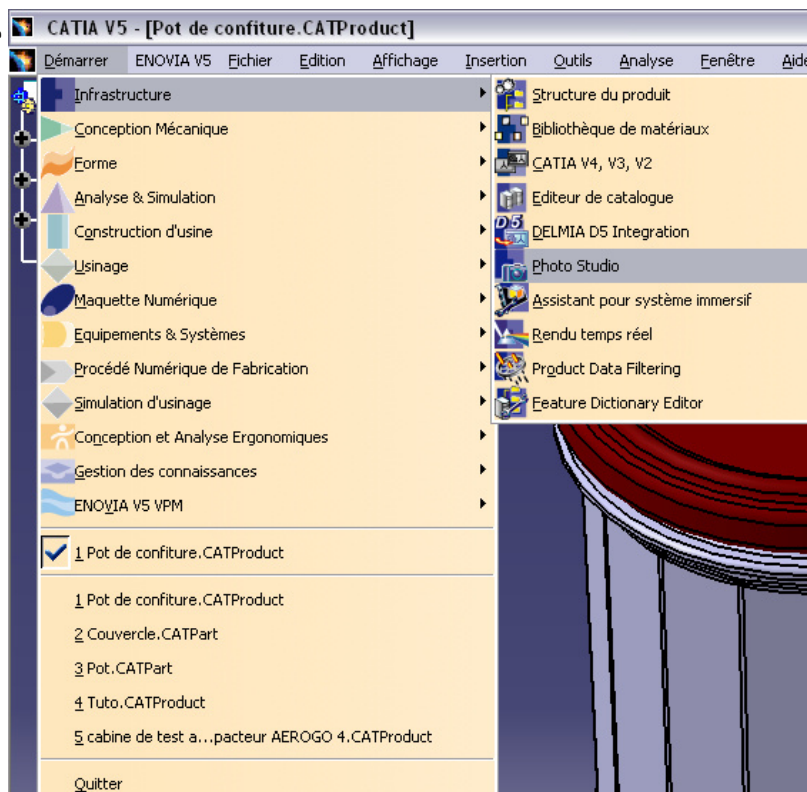 CATIA V5 - [Pot de confiture.CATProduct]
Démarrer ENOVIA V5 Fichier Edition Affichage Insertion Outils Analyse Fenêtre Aide
Infrastructure
Conception Mécanique
Forme
Analyse & Simulation
Construction d'usine
Usinage
Maquette Numérique
Equipements & Systèmes
Procédé Numérique de Fabrication
Simulation d'usinage
Conception et Analyse Ergonomiques
Gestion des connaissances
ENOVIA V5 VPM
1 Pot de confiture.CATProduct
1 Pot de confiture.CATProduct
2 Couvercle.CATPart
3 Pot.CATPart
4 Tuto.CATProduct
5 cabine de test a...pacteur AEROGO 4.CATProduct
Quitter
Structure du produit
Bibliothèque de matériaux
CATIA V4, V3, V2
Editeur de catalogue
D5 DELMIA D5 Integration
Photo Studio
Assistant pour système immersif
Rendu temps réel
Product Data Filtering
Feature Dictionary Editor